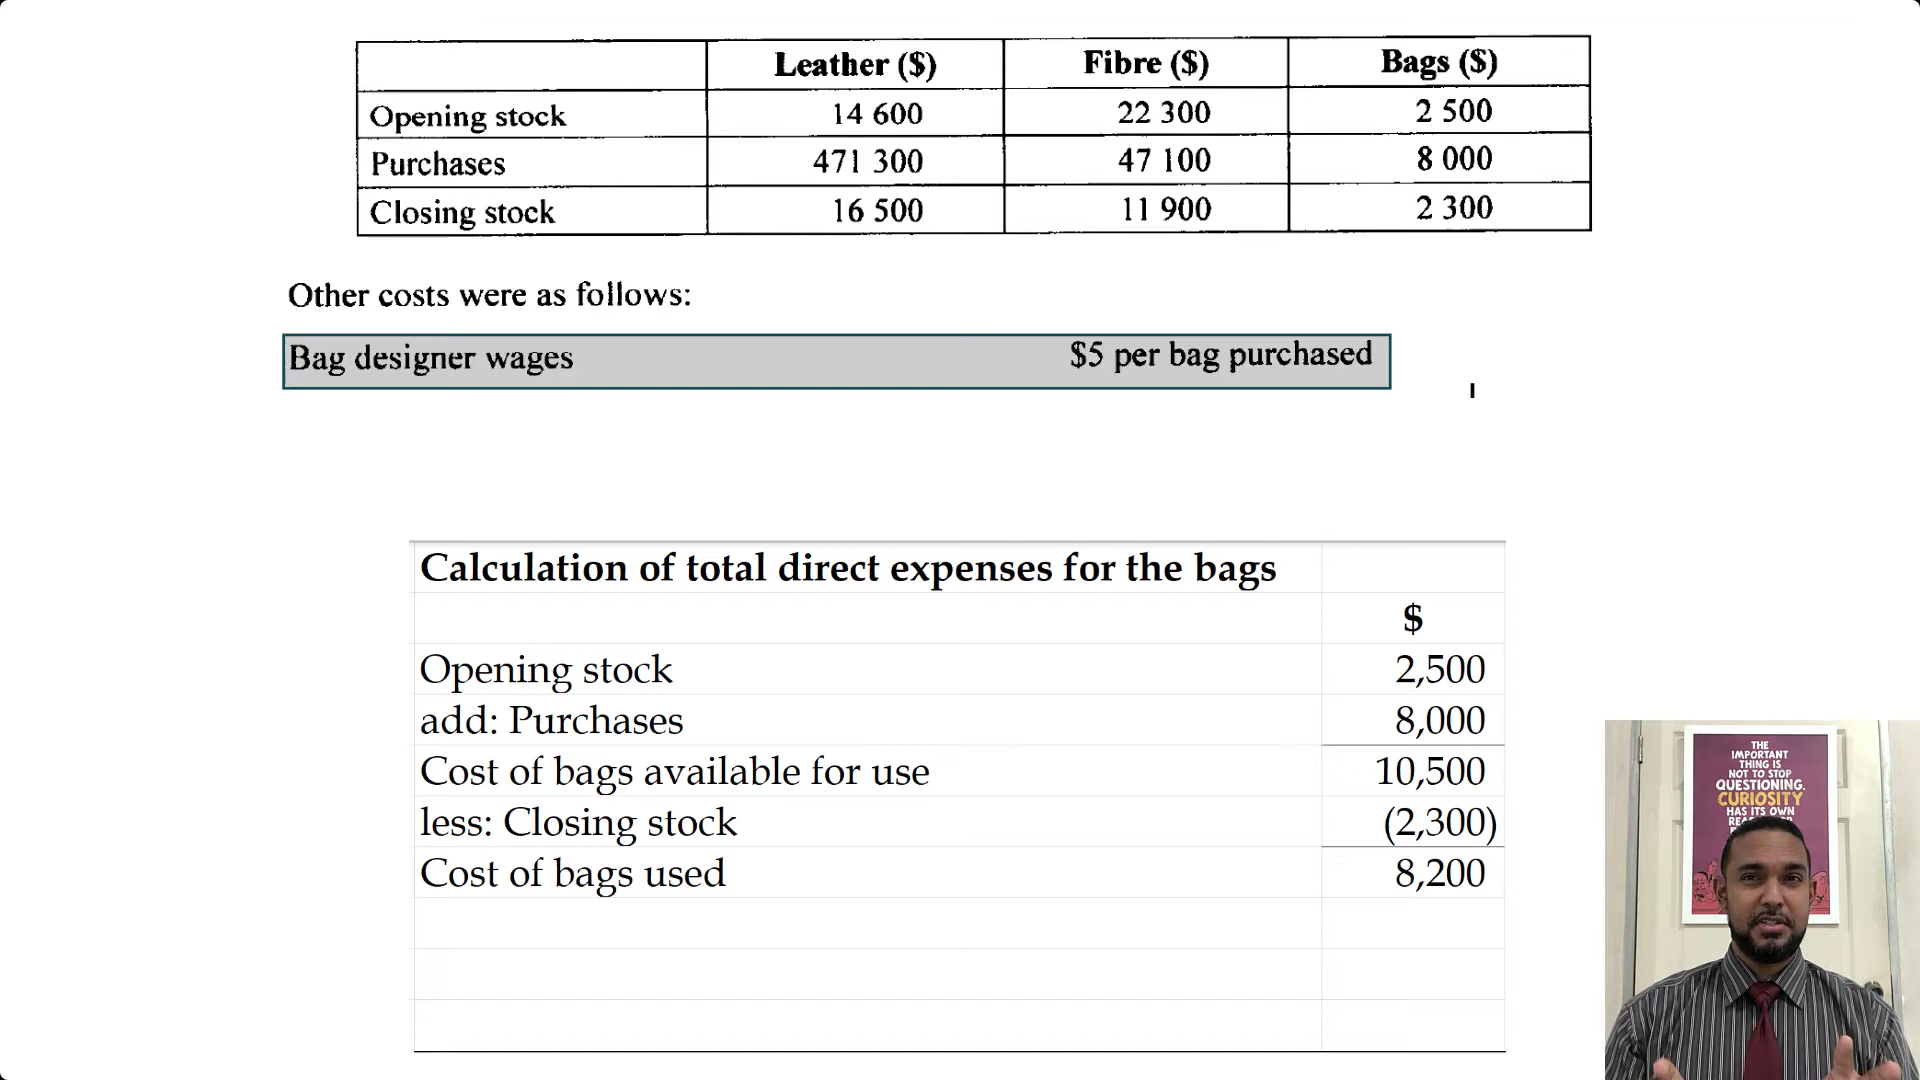 Leather ($) Fibre ($) Bags ($)
Opening stock 14 600 22 300 2 500
Purchases 471 300 47 100 8 000
Closing stock 16 500 11 900 2 300
Other costs were as follows:
Bag designer wages $5 per bag purchased
Calculation of total direct expenses for the bags
$
Opening stock 2,500
add: Purchases 8,000
Cost of bags available for use 10,500
less: Closing stock (2,300)
Cost of bags used 8,200
THE
IMPORTANT
THING IS
NOT TO STOP
QUESTIONING.
CURIOSITY
HAS ITS OWN